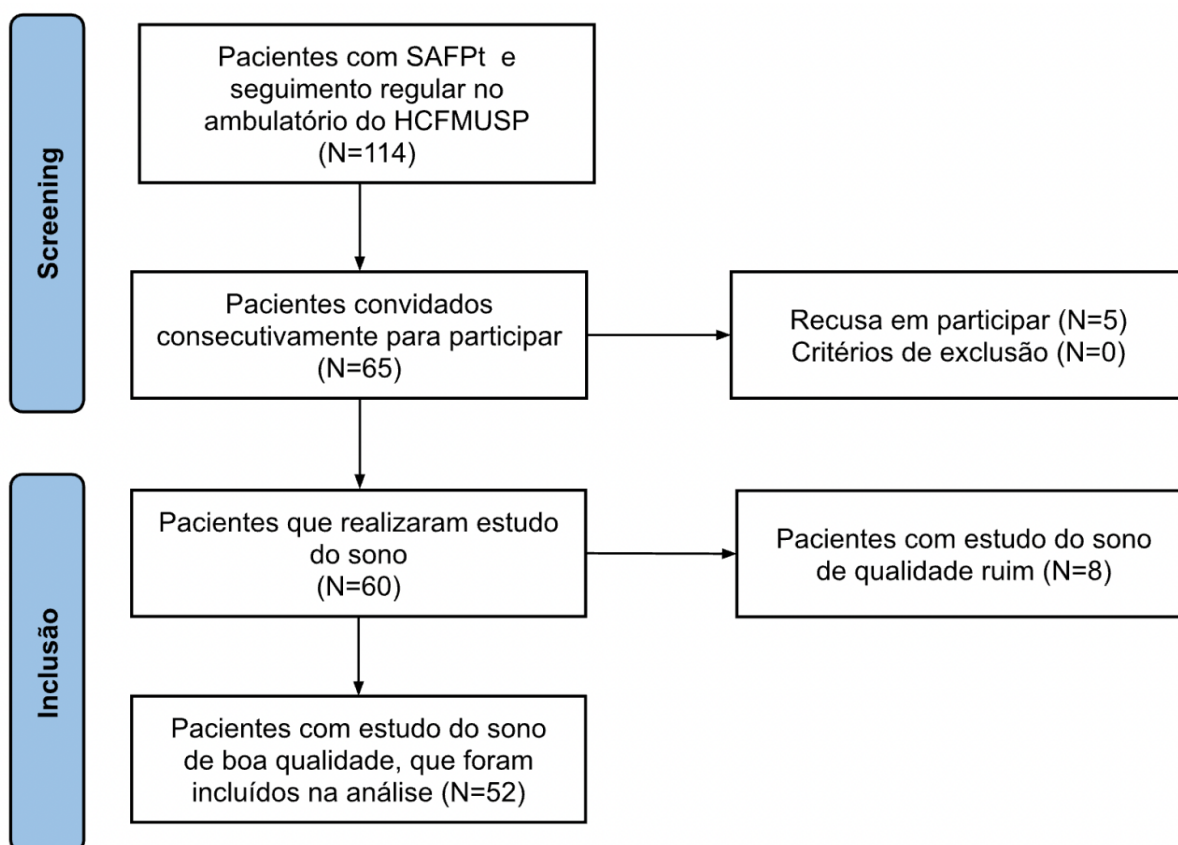 Screening
Pacientes com SAFPt e
seguimento regular no
ambulatório do HCFMUSP
(N=114)
Pacientes convidados
consecutivamente para participar
(N=65)
Recusa em participar (N=5)
Critérios de exclusão (N=0)
Inclusão
Pacientes que realizaram estudo
do sono
(N=60)
Pacientes com estudo do sono
de qualidade ruim (N=8)
Pacientes com estudo do sono
de boa qualidade, que foram
incluídos na análise (N=52)